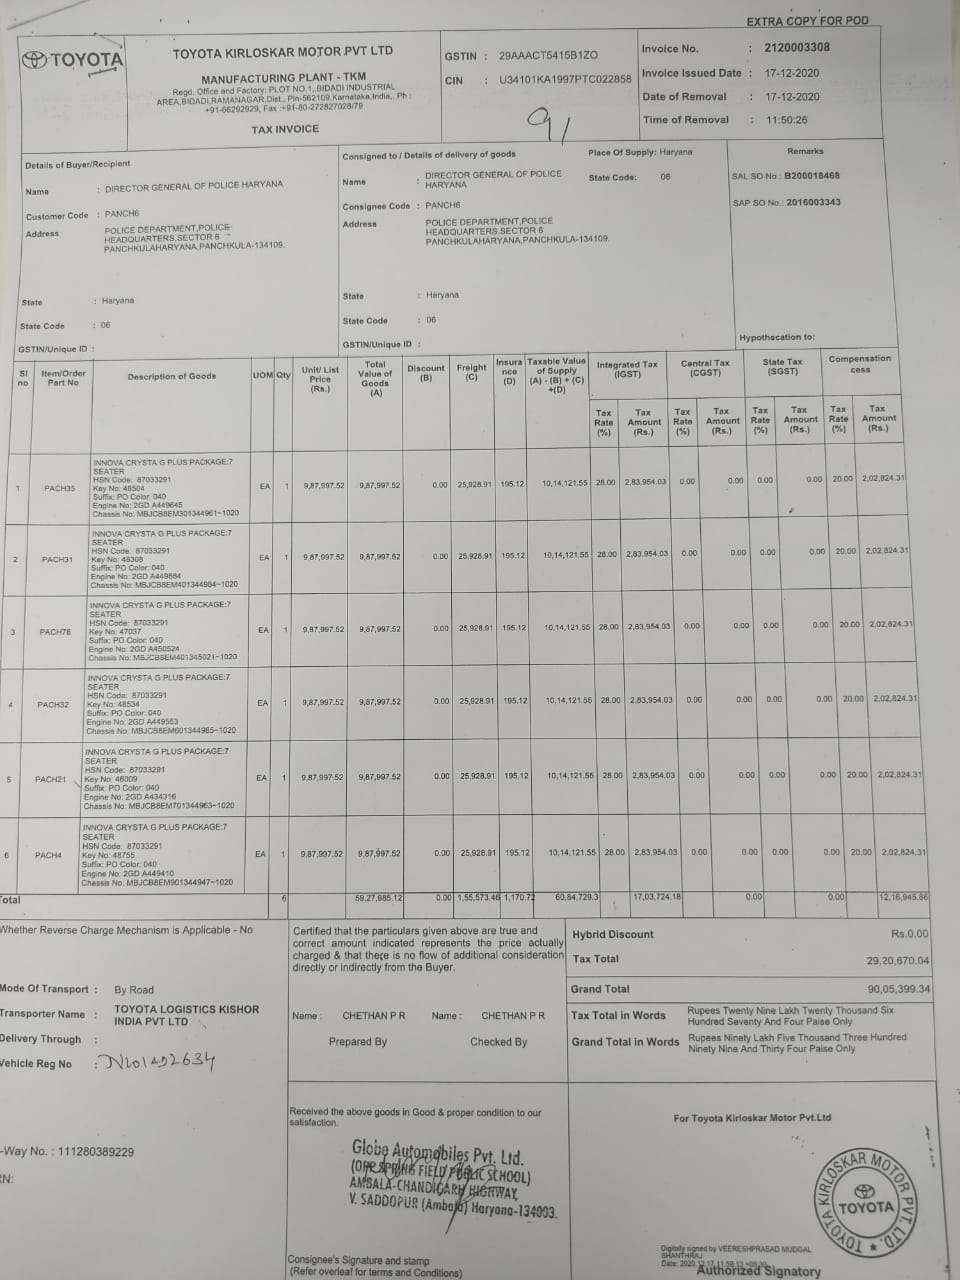 EXTRA COPY FOR POD
TOYOTA
TOYOTA KIRLOSKAR MOTOR PVT LTD
MANUFACTURING PLANT - TKM
Regd. Office and Factory: PLOT NO.1,,BIDADI INDUSTRIAL
AREA,BIDADI,RAMANAGAR,Dist., Pin-562109,Karnataka,India, Ph :
+91-66292929, Fax :+91-80-272827028/79
TAX INVOICE
GSTIN : 29AAACT5415B1ZO
CIN : U34101KA1997PTC022858
91
Invoice No. : 2120003308
Invoice Issued Date : 17-12-2020
Date of Removal : 17-12-2020
Time of Removal : 11:50:26
Details of Buyer/Recipient
Name : DIRECTOR GENERAL OF POLICE HARYANA
Customer Code : PANCH6
Address : POLICE DEPARTMENT,POLICE
HEADQUARTERS,SECTOR 6
PANCHKULAHARYANA,PANCHKULA-134109.
State : Haryana
State Code : 06
GSTIN/Unique ID :
Consigned to / Details of delivery of goods
Place Of Supply: Haryana
Name : DIRECTOR GENERAL OF POLICE
HARYANA
State Code: 06
Consignee Code : PANCH6
Address : POLICE DEPARTMENT,POLICE
HEADQUARTERS,SECTOR 6
PANCHKULAHARYANA,PANCHKULA-134109.
State : Haryana
State Code : 06
GSTIN/Unique ID :
Remarks
SAL SO No.: B200018468
SAP SO No.: 2016003343
Hypothecation to:
Sl no Item/Order Part No Description of Goods UOM Qty Unit/ List Price (Rs.) Total Value of Goods (A) Discount (B) Freight (C) Insura nce (D) Taxable Value of Supply (A) - (B) + (C) +(D) Integrated Tax (IGST) Central Tax (CGST) State Tax (SGST) Compensation cess
Tax Rate (%) Tax Amount (Rs.) Tax Rate (%) Tax Amount (Rs.) Tax Rate (%) Tax Amount (Rs.) Tax Rate (%) Tax Amount (Rs.)
INNOVA CRYSTA G PLUS PACKAGE:7
SEATER
HSN Code: 87033291
Key No: 48504
Suffix: PO Color: 040
Engine No: 2GD A449645
Chassis No: MBJCB8EM301344961~1020
1 PACH35 EA 1 9,87,997.52 9,87,997.52 0.00 25,928.91 195.12 10,14,121.55 28.00 2,83,954.03 0.00 0.00 0.00 0.00 20.00 2,02,824.31
INNOVA CRYSTA G PLUS PACKAGE:7
SEATER
HSN Code: 87033291
Key No: 48308
Suffix: PO Color: 040
Engine No: 2GD A449884
Chassis No: MBJCB8EM401344984~1020
2 PACH31 EA 1 9,87,997.52 9,87,997.52 0.00 25,928.91 195.12 10,14,121.55 28.00 2,83,954.03 0.00 0.00 0.00 0.00 20.00 2,02,824.31
INNOVA CRYSTA G PLUS PACKAGE:7
SEATER
HSN Code: 87033291
Key No: 47037
Suffix: PO Color: 040
Engine No: 2GD A450524
Chassis No: MBJCB8EM401345021~1020
3 PACH78 EA 1 9,87,997.52 9,87,997.52 0.00 25,928.91 195.12 10,14,121.55 28.00 2,83,954.03 0.00 0.00 0.00 0.00 20.00 2,02,824.31
INNOVA CRYSTA G PLUS PACKAGE:7
SEATER
HSN Code: 87033291
Key No: 48534
Suffix: PO Color: 040
Engine No: 2GD A449553
Chassis No: MBJCB8EM601344985~1020
4 PACH32 EA 1 9,87,997.52 9,87,997.52 0.00 25,928.91 195.12 10,14,121.55 28.00 2,83,954.03 0.00 0.00 0.00 0.00 20.00 2,02,824.31
INNOVA CRYSTA G PLUS PACKAGE:7
SEATER
HSN Code: 87033291
Key No: 46009
Suffix: PO Color: 040
Engine No: 2GD A434316
Chassis No: MBJCB8EM701344963~1020
5 PACH21 EA 1 9,87,997.52 9,87,997.52 0.00 25,928.91 195.12 10,14,121.55 28.00 2,83,954.03 0.00 0.00 0.00 0.00 20.00 2,02,824.31
INNOVA CRYSTA G PLUS PACKAGE:7
SEATER
HSN Code: 87033291
Key No: 48755
Suffix: PO Color: 040
Engine No: 2GD A449410
Chassis No: MBJCB8EM901344947~1020
6 PACH4 EA 1 9,87,997.52 9,87,997.52 0.00 25,928.91 195.12 10,14,121.55 28.00 2,83,954.03 0.00 0.00 0.00 0.00 20.00 2,02,824.31
Total 6 59,27,985.12 0.00 1,55,573.46 1,170.72 60,84,729.3 17,03,724.18 0.00 0.00 12,16,945.86
Whether Reverse Charge Mechanism is Applicable - No
Mode Of Transport : By Road
Transporter Name : TOYOTA LOGISTICS KISHOR
INDIA PVT LTD
Delivery Through :
Vehicle Reg No :
-Way No. : 111280389229
RN:
Certified that the particulars given above are true and
correct amount indicated represents the price actually
charged & that there is no flow of additional consideration
directly or indirectly from the Buyer.
Name : CHETHAN P R Name : CHETHAN P R
Prepared By Checked By
Hybrid Discount Rs.0.00
Tax Total 29,20,670.04
Grand Total 90,05,399.34
Tax Total in Words Rupees Twenty Nine Lakh Twenty Thousand Six
Hundred Seventy And Four Paise Only
Grand Total in Words Rupees Ninety Lakh Five Thousand Three Hundred
Ninety Nine And Thirty Four Paise Only
Received the above goods in Good & proper condition to our
satisfaction.
Globe Automobiles Pvt. Ltd.
(OPP. SPRING FIELD PUBLIC SCHOOL)
AMBALA-CHANDIGARH HIGHWAY,
V. SADDOPUR (Ambala) Haryana-134003.
Consignee's Signature and stamp
(Refer overleaf for terms and Conditions)
For Toyota Kirloskar Motor Pvt.Ltd
TOYOTA KIRLOSKAR MOTOR PVT. LTD.
TOYOTA
Digitally signed by VEERESHPRASAD MUDGAL
SHANTHRAJ
Date: 2020.12.17 11:58:13 +05:30
Authorized Signatory